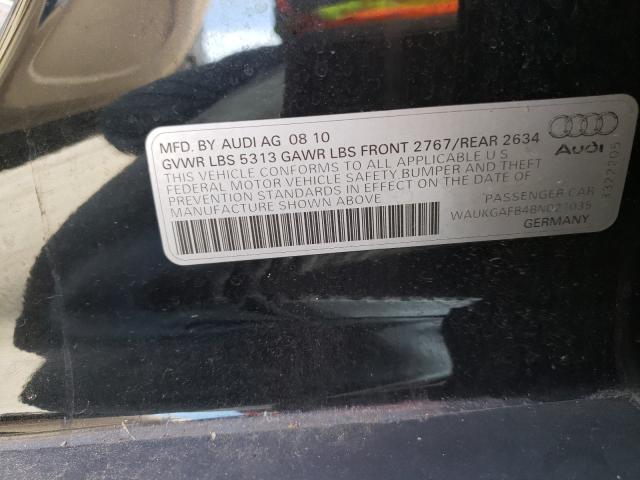 MFD. BY AUDI AG 08 10
GVWR LBS 5313 GAWR LBS FRONT 2767/REAR 2634
THIS VEHICLE CONFORMS TO ALL APPLICABLE U S
FEDERAL MOTOR VEHICLE SAFETY, BUMPER AND THEFT
PREVENTION STANDARDS IN EFFECT ON THE DATE OF
MANUFACTURE SHOWN ABOVE
Audi
PASSENGER CAR
WAUKGAFB4BN021035
GERMANY